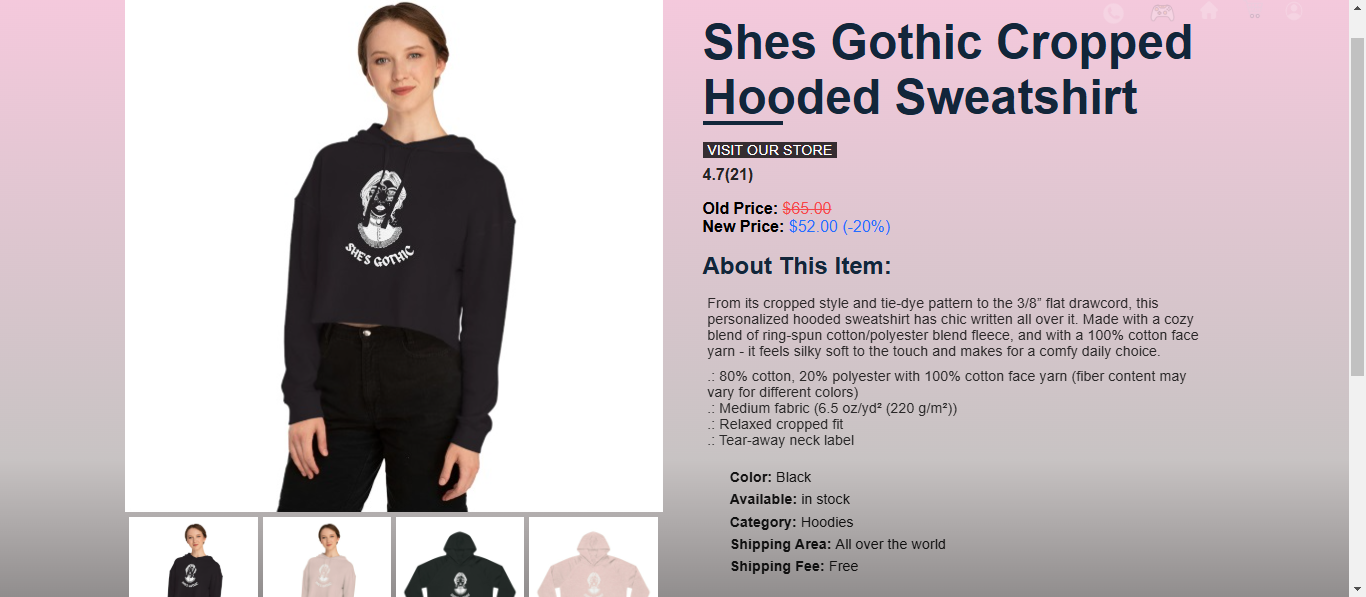 SHE'S GOTHIC
Shes Gothic Cropped
Hooded Sweatshirt
VISIT OUR STORE
4.7(21)
Old Price: $65.00
New Price: $52.00 (-20%)
About This Item:
From its cropped style and tie-dye pattern to the 3/8” flat drawcord, this
personalized hooded sweatshirt has chic written all over it. Made with a cozy
blend of ring-spun cotton/polyester blend fleece, and with a 100% cotton face
yarn - it feels silky soft to the touch and makes for a comfy daily choice.
.: 80% cotton, 20% polyester with 100% cotton face yarn (fiber content may
vary for different colors)
.: Medium fabric (6.5 oz/yd² (220 g/m²))
.: Relaxed cropped fit
.: Tear-away neck label
Color: Black
Available: in stock
Category: Hoodies
Shipping Area: All over the world
Shipping Fee: Free